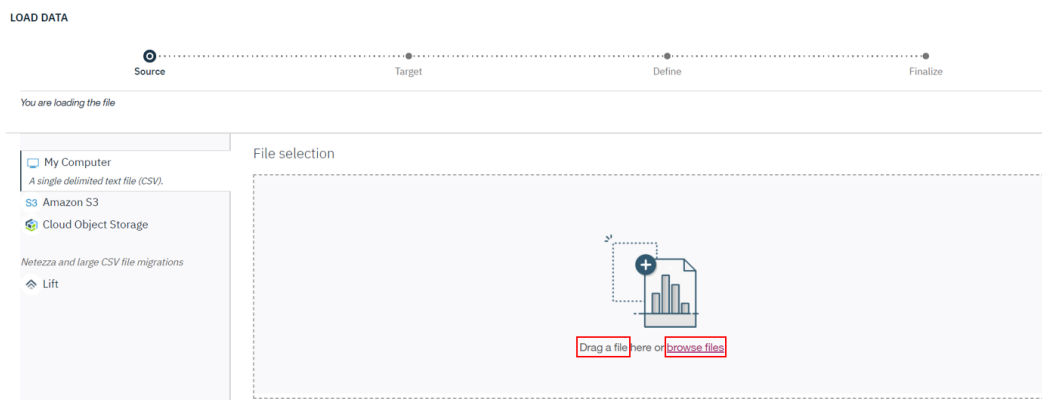 LOAD DATA
Source
Target
Define
Finalize
You are loading the file
My Computer
A single delimited text file (CSV).
S3 Amazon S3
Cloud Object Storage
Netezza and large CSV file migrations
Lift
File selection
Drag a file here or browse files